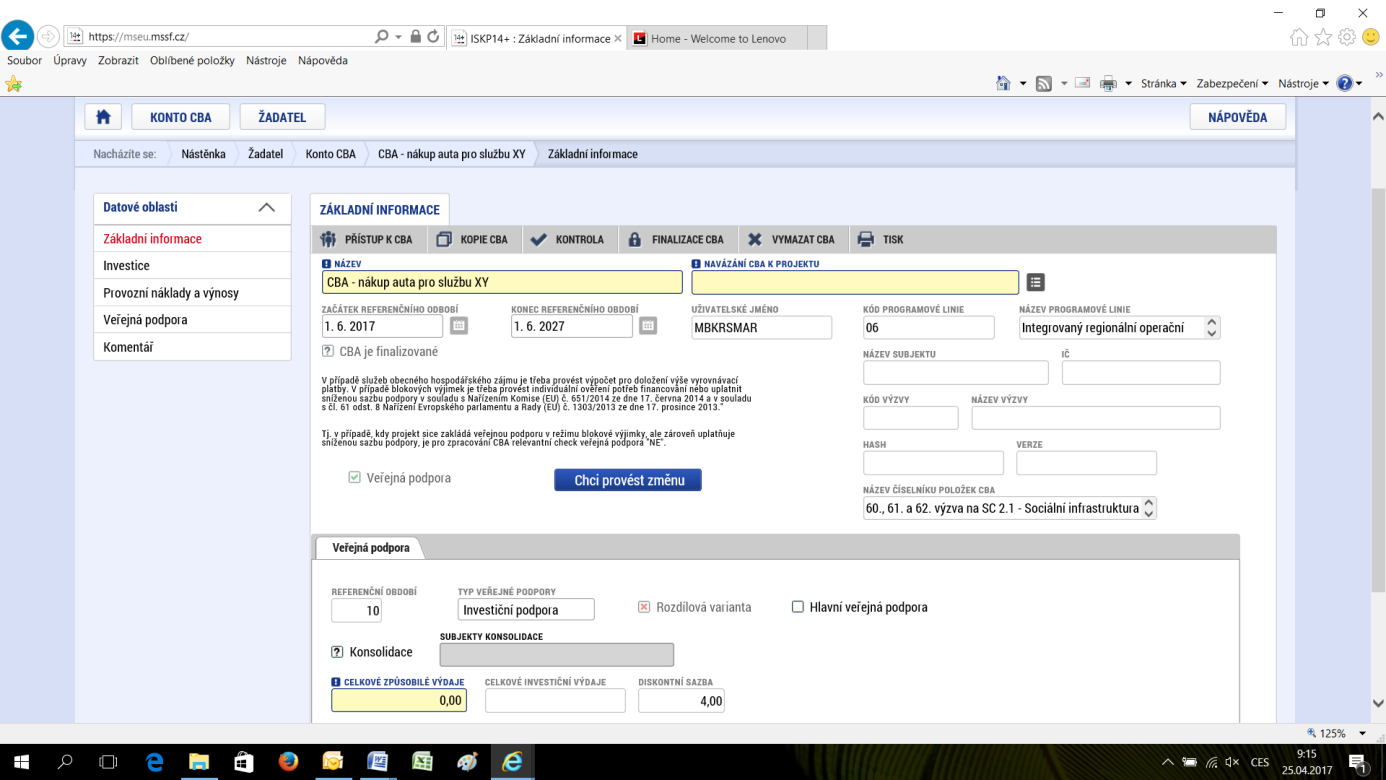 https://mseu.mssf.cz/
ISKP14+ : Základní informace
Home - Welcome to Lenovo
Soubor Úpravy Zobrazit Oblíbené položky Nástroje Nápověda
Stránka Zabezpečení Nástroje
KONTO CBA ŽADATEL NÁPOVĚDA
Nacházíte se: Nástěnka Žadatel Konto CBA CBA - nákup auta pro službu XY Základní informace
Datové oblasti
Základní informace
Investice
Provozní náklady a výnosy
Veřejná podpora
Komentář
ZÁKLADNÍ INFORMACE
PŘÍSTUP K CBA KOPIE CBA KONTROLA FINALIZACE CBA VYMAZAT CBA TISK
NÁZEV NAVÁZÁNÍ CBA K PROJEKTU
CBA - nákup auta pro službu XY
ZAČÁTEK REFERENČNÍHO OBDOBÍ KONEC REFERENČNÍHO OBDOBÍ UŽIVATELSKÉ JMÉNO KÓD PROGRAMOVÉ LINIE NÁZEV PROGRAMOVÉ LINIE
1. 6. 2017 1. 6. 2027 MBKRSMAR 06 Integrovaný regionální operační
CBA je finalizované
NÁZEV SUBJEKTU IČ
V případě služeb obecného hospodářského zájmu je třeba provést výpočet pro doložení výše vyrovnávací
platby. V případě blokových výjimek je třeba provést individuální ověření potřeb financování nebo uplatnit
sníženou sazbu podpory v souladu s Nařízením Komise (EU) č. 651/2014 ze dne 17. června 2014 a v souladu
s čl. 61 odst. 8 Nařízení Evropského parlamentu a Rady (EU) č. 1303/2013 ze dne 17. prosince 2013."
KÓD VÝZVY NÁZEV VÝZVY
Tj. v případě, kdy projekt sice zakládá veřejnou podporu v režimu blokové výjimky, ale zároveň uplatňuje
sníženou sazbu podpory, je pro zpracování CBA relevantní check veřejná podpora "NE".
HASH VERZE
Veřejná podpora Chci provést změnu
NÁZEV ČÍSELNÍKU POLOŽEK CBA
60., 61. a 62. výzva na SC 2.1 - Sociální infrastruktura
Veřejná podpora
REFERENČNÍ OBDOBÍ TYP VEŘEJNÉ PODPORY
10 Investiční podpora Rozdílová varianta Hlavní veřejná podpora
SUBJEKTY KONSOLIDACE
Konsolidace
CELKOVÉ ZPŮSOBILÉ VÝDAJE CELKOVÉ INVESTIČNÍ VÝDAJE DISKONTNÍ SAZBA
0,00 4,00
125%
CES
9:15
25.04.2017